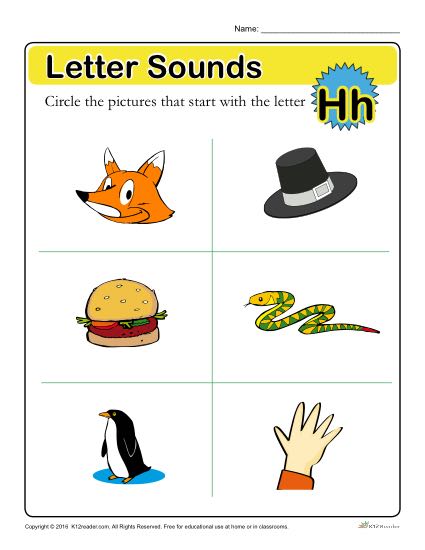 Name: ________________________________
Letter Sounds
Circle the pictures that start with the letter
Hh
Copyright © 2016 K12reader.com. All Rights Reserved. Free for educational use at home or in classrooms.
K12Reader